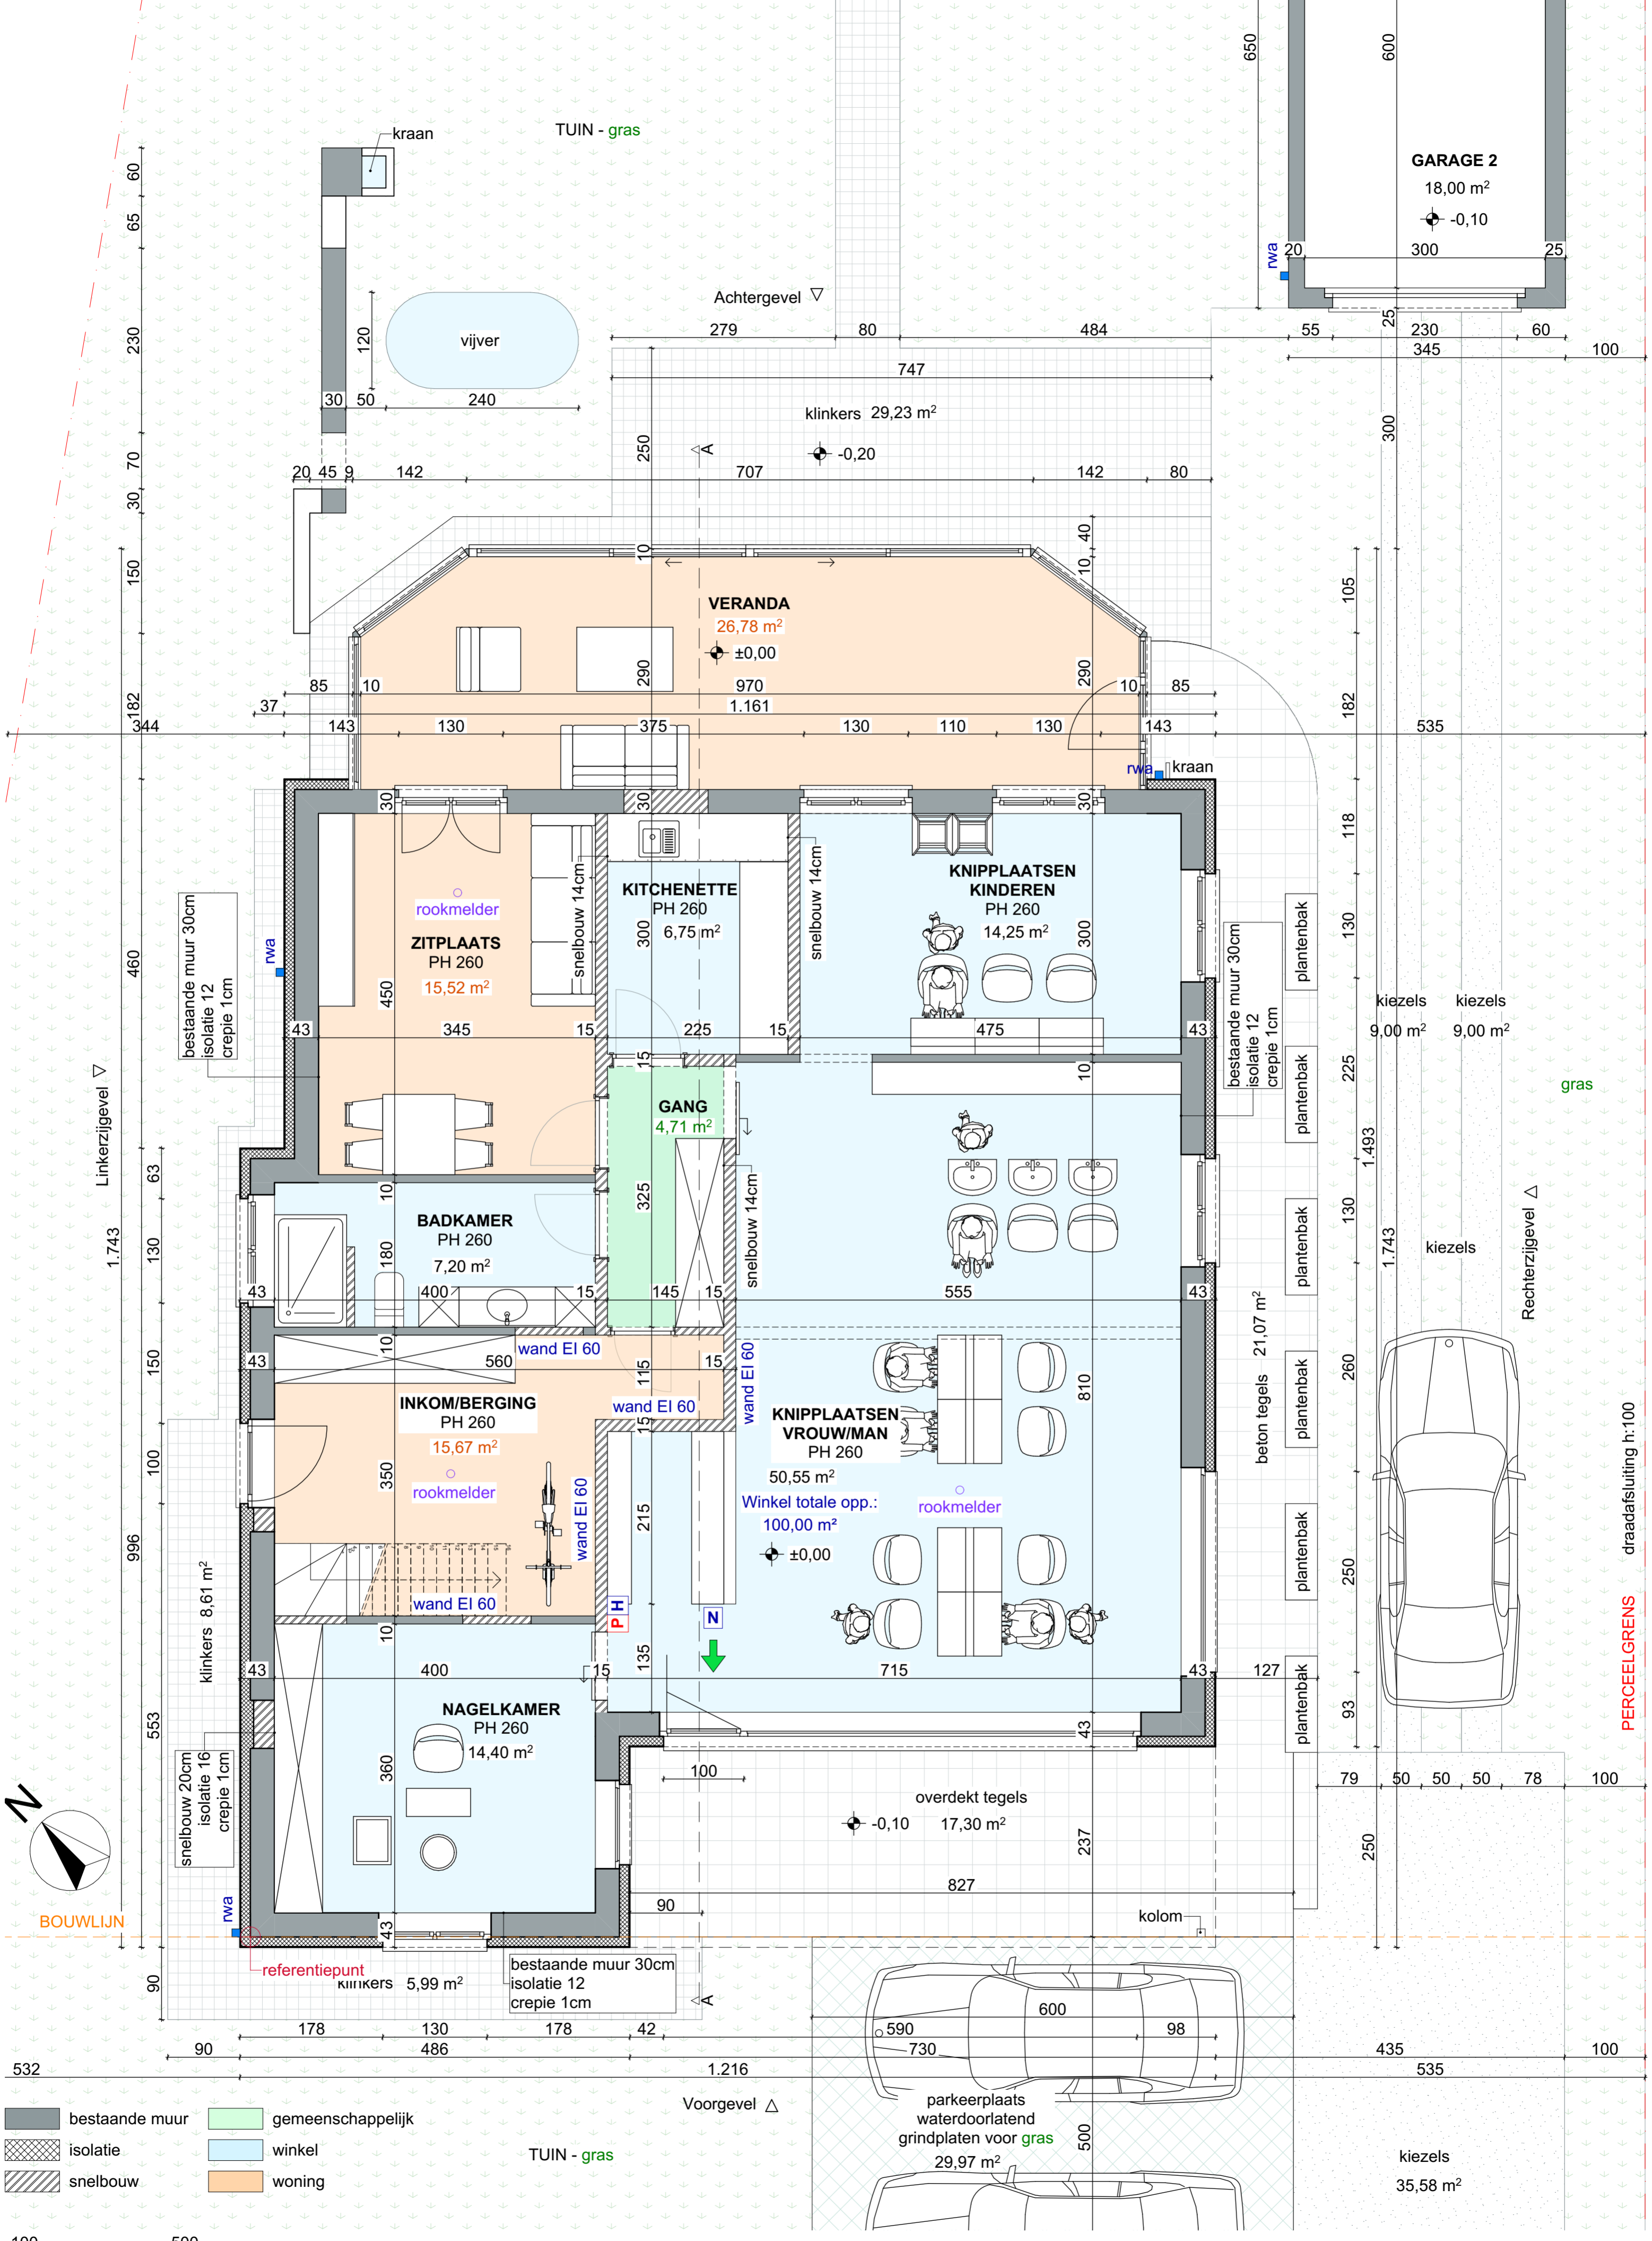 650
600
kraan
TUIN - gras
GARAGE 2
18,00 m²
-0,10
60
65
230
70
30
rwa
20
300
25
Achtergevel
120
vijver
30
50
240
279
80
484
747
55
25
230
60
345
100
klinkers 29,23 m²
250
A
-0,20
300
20
45
9
142
707
142
80
150
10
40
10
105
VERANDA
26,78 m²
±0,00
290
290
182
182
85
10
970
10
85
37
1.161
344
143
130
375
130
110
130
143
535
rwa
kraan
30
30
30
118
snelbouw 14cm
KITCHENETTE
PH 260
6,75 m²
300
snelbouw 14cm
KNIPPLAATSEN
KINDEREN
PH 260
14,25 m²
300
rookmelder
ZITPLAATS
PH 260
15,52 m²
450
rwa
460
bestaande muur 30cm
isolatie 12
crepie 1cm
130
plantenbak
bestaande muur 30cm
isolatie 12
crepie 1cm
kiezels
9,00 m²
kiezels
9,00 m²
43
345
15
225
15
475
43
15
10
225
plantenbak
gras
Linkerzijgevel
GANG
4,71 m²
1.493
63
10
325
snelbouw 14cm
BADKAMER
PH 260
7,20 m²
180
130
1.743
130
plantenbak
1.743
kiezels
Rechterzijgevel
43
400
15
145
15
555
43
beton tegels 21,07 m²
10
wand EI 60
150
43
560
115
15
wand EI 60
810
260
plantenbak
INKOM/BERGING
PH 260
15,67 m²
wand EI 60
15
KNIPPLAATSEN
VROUW/MAN
PH 260
50,55 m²
Winkel totale opp.:
100,00 m²
±0,00
rookmelder
draadafsluiting h:100
100
350
rookmelder
wand EI 60
215
996
250
plantenbak
klinkers 8,61 m²
wand EI 60
P H
N
PERCEELGRENS
10
135
43
400
15
715
43
127
plantenbak
93
NAGELKAMER
PH 260
14,40 m²
553
43
360
snelbouw 20cm
isolatie 16
crepie 1cm
100
79
50
50
50
78
100
overdekt tegels
-0,10
17,30 m²
237
250
N
827
90
rwa
BOUWLIJN
43
kolom
referentiepunt
klinkers 5,99 m²
bestaande muur 30cm
isolatie 12
crepie 1cm
90
A
600
178
130
178
42
590
98
90
486
730
435
100
532
1.216
535
Voorgevel
parkeerplaats
waterdoorlatend
grindplaten voor gras
29,97 m²
500
bestaande muur
gemeenschappelijk
isolatie
winkel
snelbouw
woning
TUIN - gras
kiezels
35,58 m²